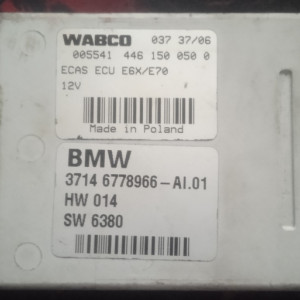 WABCO 037 37/06
005541 446 150 050 0
ECAS ECU E6X/E70
12V
Made in Poland
BMW
3714 6778966-AI.01
HW 014
SW 6380